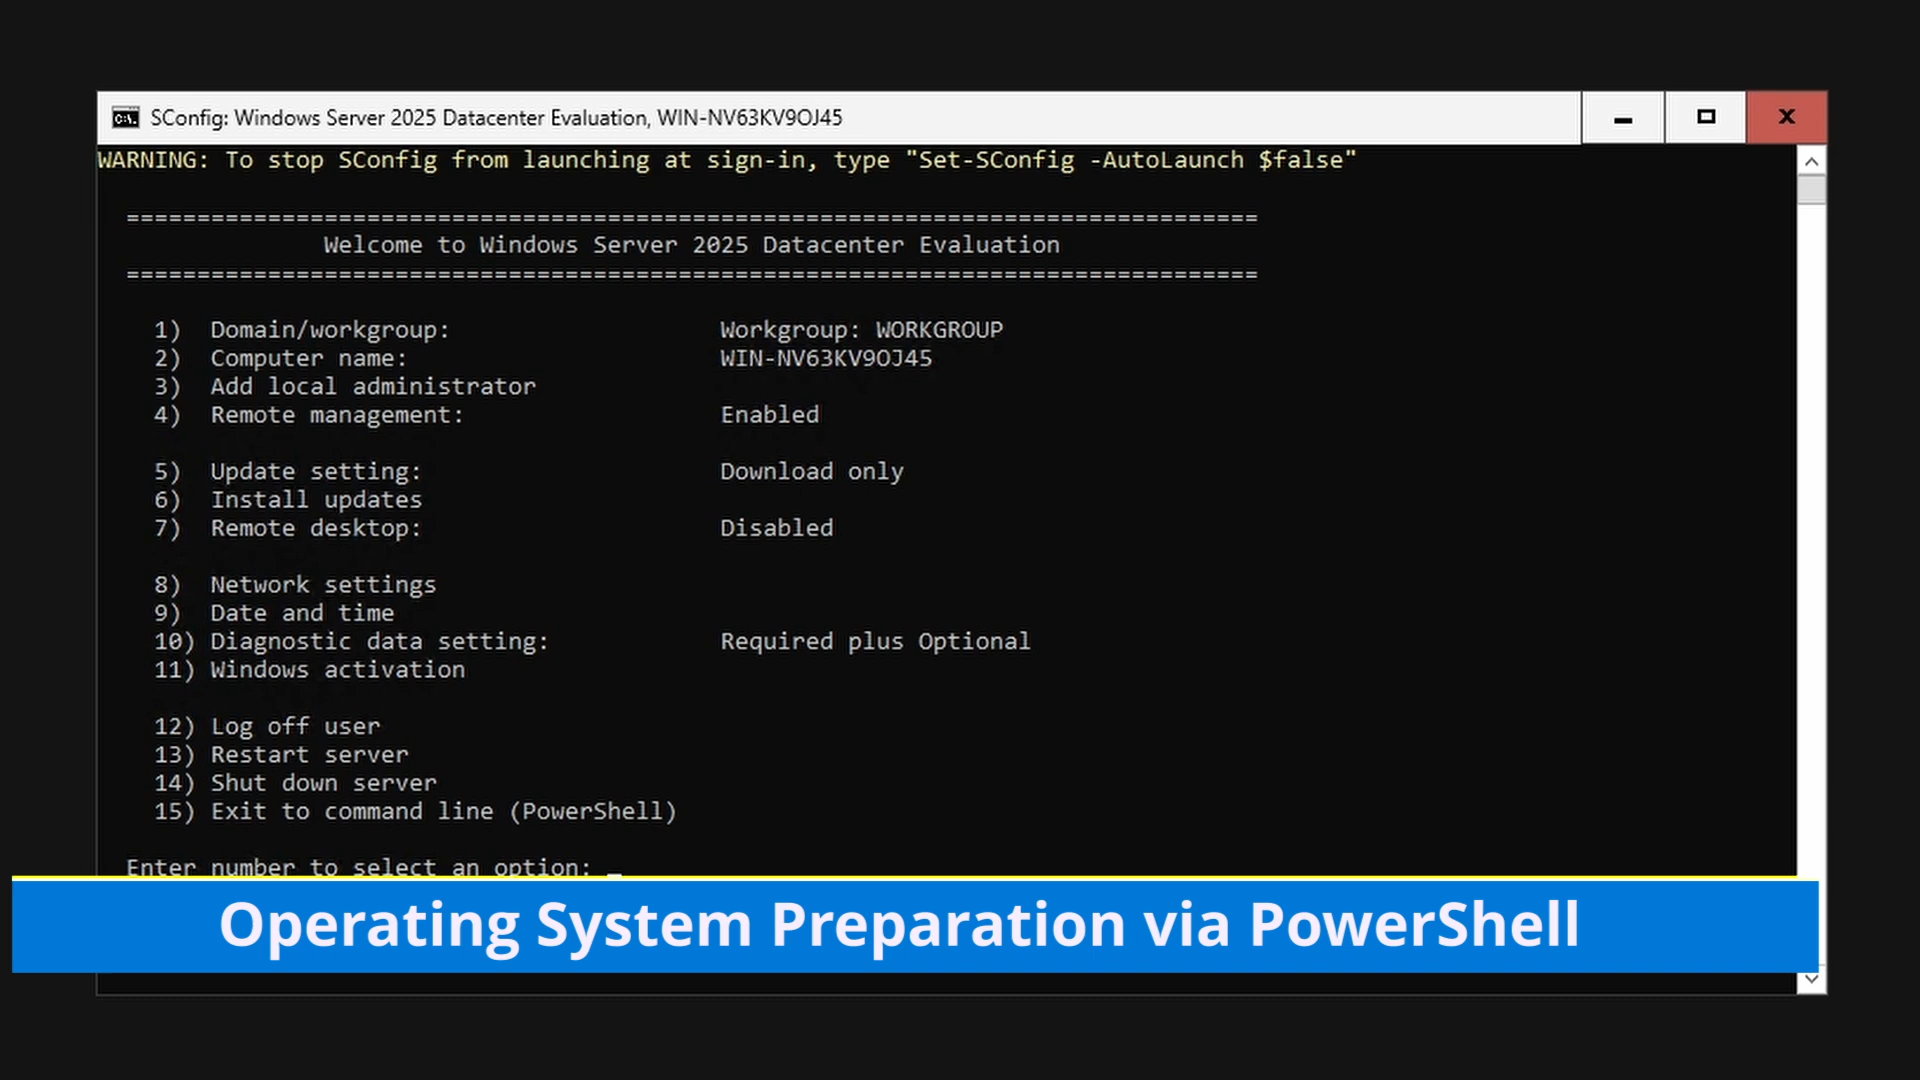 SConfig: Windows Server 2025 Datacenter Evaluation, WIN-NV63KV9OJ45
WARNING: To stop SConfig from launching at sign-in, type "Set-SConfig -AutoLaunch $false"
================================================================================
Welcome to Windows Server 2025 Datacenter Evaluation
================================================================================
1) Domain/workgroup: Workgroup: WORKGROUP
2) Computer name: WIN-NV63KV9OJ45
3) Add local administrator
4) Remote management: Enabled
5) Update setting: Download only
6) Install updates
7) Remote desktop: Disabled
8) Network settings
9) Date and time
10) Diagnostic data setting: Required plus Optional
11) Windows activation
12) Log off user
13) Restart server
14) Shut down server
15) Exit to command line (PowerShell)
Enter number to select an option: _
Operating System Preparation via PowerShell